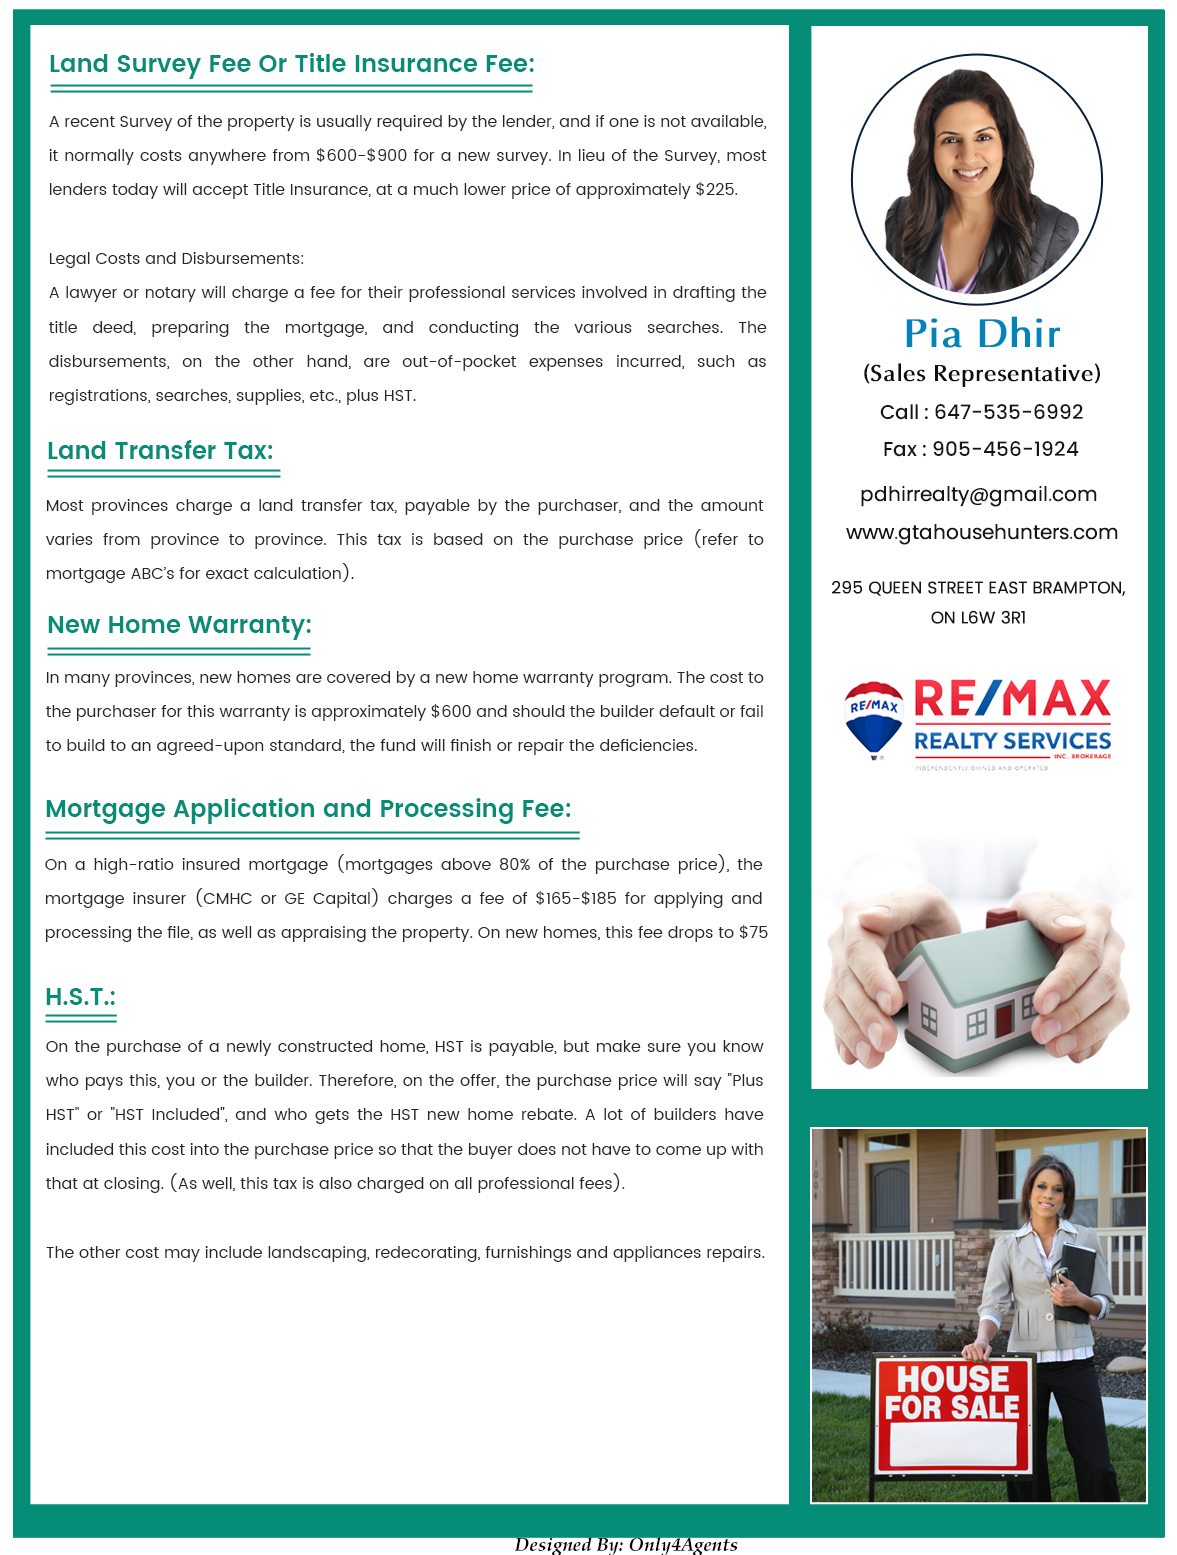 Land Survey Fee Or Title Insurance Fee:
A recent Survey of the property is usually required by the lender, and if one is not available,
it normally costs anywhere from $600-$900 for a new survey. In lieu of the Survey, most
lenders today will accept Title Insurance, at a much lower price of approximately $225.
Legal Costs and Disbursements:
A lawyer or notary will charge a fee for their professional services involved in drafting the
title deed, preparing the mortgage, and conducting the various searches. The
disbursements, on the other hand, are out-of-pocket expenses incurred, such as
registrations, searches, supplies, etc., plus HST.
Land Transfer Tax:
Most provinces charge a land transfer tax, payable by the purchaser, and the amount
varies from province to province. This tax is based on the purchase price (refer to
mortgage ABC's for exact calculation).
New Home Warranty:
In many provinces, new homes are covered by a new home warranty program. The cost to
the purchaser for this warranty is approximately $600 and should the builder default or fail
to build to an agreed-upon standard, the fund will finish or repair the deficiencies.
Mortgage Application and Processing Fee:
On a high-ratio insured mortgage (mortgages above 80% of the purchase price), the
mortgage insurer (CMHC or GE Capital) charges a fee of $165-$185 for applying and
processing the file, as well as appraising the property. On new homes, this fee drops to $75
H.S.T.:
On the purchase of a newly constructed home, HST is payable, but make sure you know
who pays this, you or the builder. Therefore, on the offer, the purchase price will say "Plus
HST" or "HST Included", and who gets the HST new home rebate. A lot of builders have
included this cost into the purchase price so that the buyer does not have to come up with
that at closing. (As well, this tax is also charged on all professional fees).
The other cost may include landscaping, redecorating, furnishings and appliances repairs.
Pia Dhir
(Sales Representative)
Call : 647-535-6992
Fax : 905-456-1924
pdhirrealty@gmail.com
www.gtahousehunters.com
295 QUEEN STREET EAST BRAMPTON,
ON L6W 3R1
RE/MAX
RE/MAX
REALTY SERVICES
INC., BROKERAGE
INDEPENDENTLY OWNED AND OPERATED
1004
HOUSE
FOR SALE
Designed By: Only4Agents